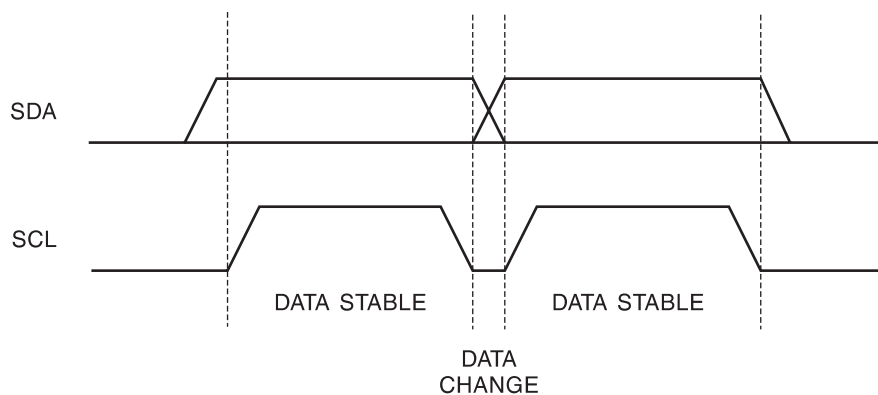 SDA
SCL
DATA STABLE
DATA STABLE
DATA
CHANGE